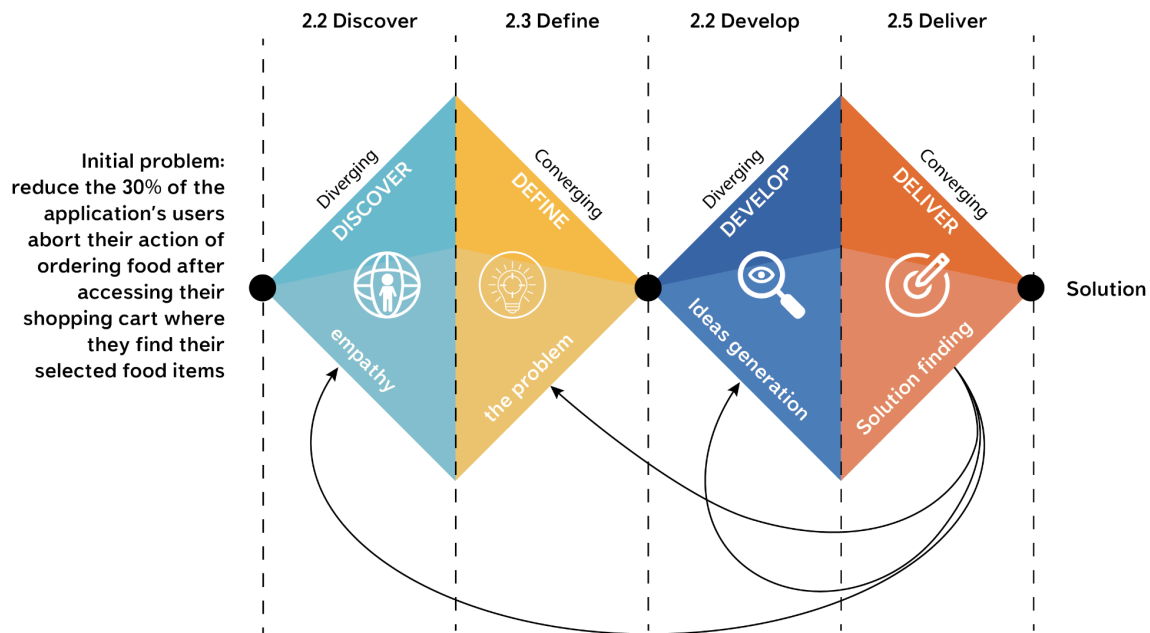 2.2 Discover
2.3 Define
2.2 Develop
2.5 Deliver
Initial problem:
reduce the 30% of the
application's users
abort their action of
ordering food after
accessing their
shopping cart where
they find their
selected food items
Diverging
DISCOVER
empathy
Converging
DEFINE
the problem
Diverging
DEVELOP
Ideas generation
Converging
DELIVER
Solution finding
Solution